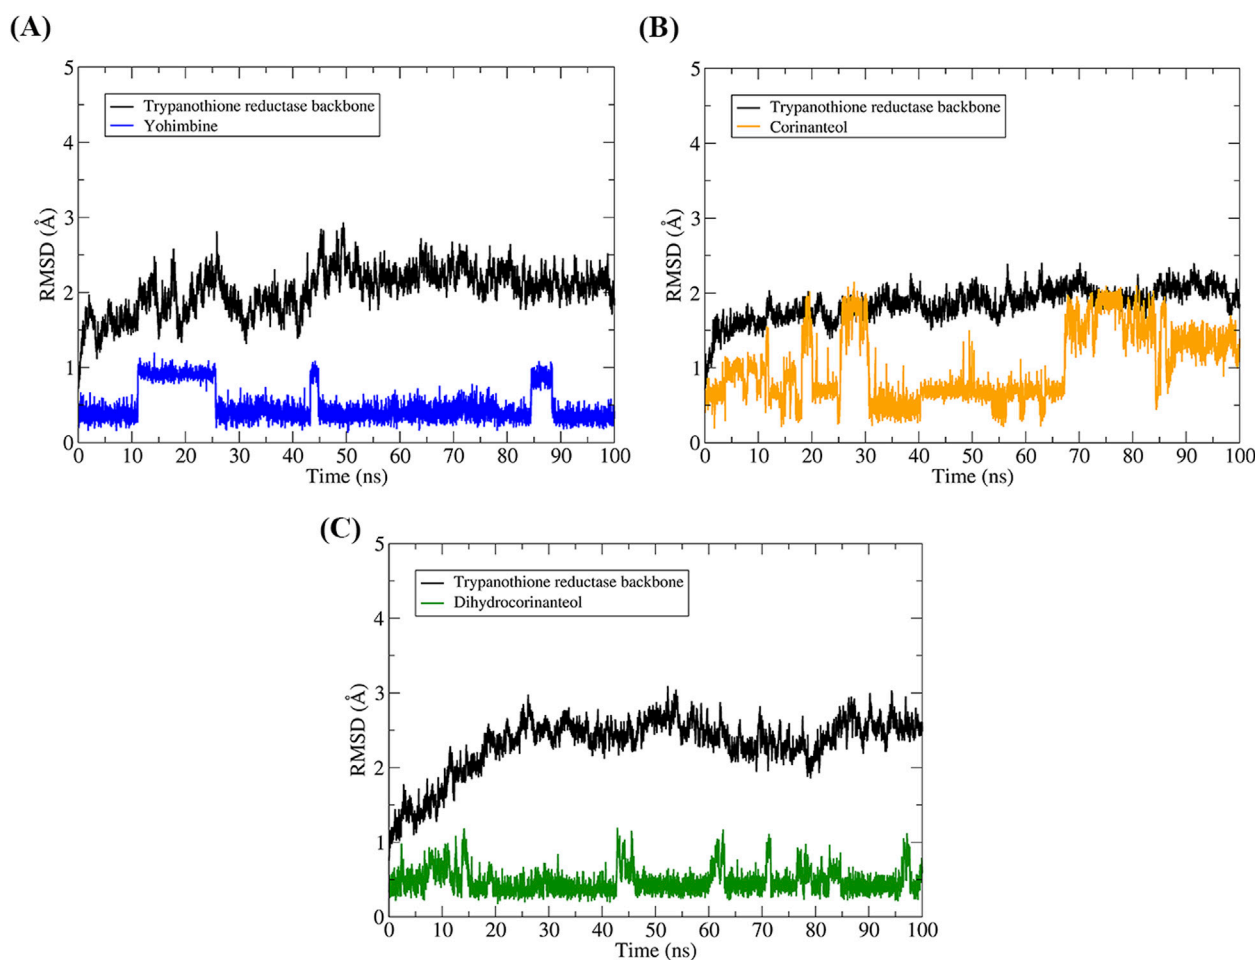 (A)
5
4
3
2
1
0
RMSD (Å)
Trypanothione reductase backbone
Yohimbine
0 10 20 30 40 50 60 70 80 90 100
Time (ns)
(B)
5
4
3
2
1
0
RMSD (Å)
Trypanothione reductase backbone
Corinanteol
0 10 20 30 40 50 60 70 80 90 100
Time (ns)
(C)
5
4
3
2
1
0
RMSD (Å)
Trypanothione reductase backbone
Dihydrocorinanteol
0 10 20 30 40 50 60 70 80 90 100
Time (ns)